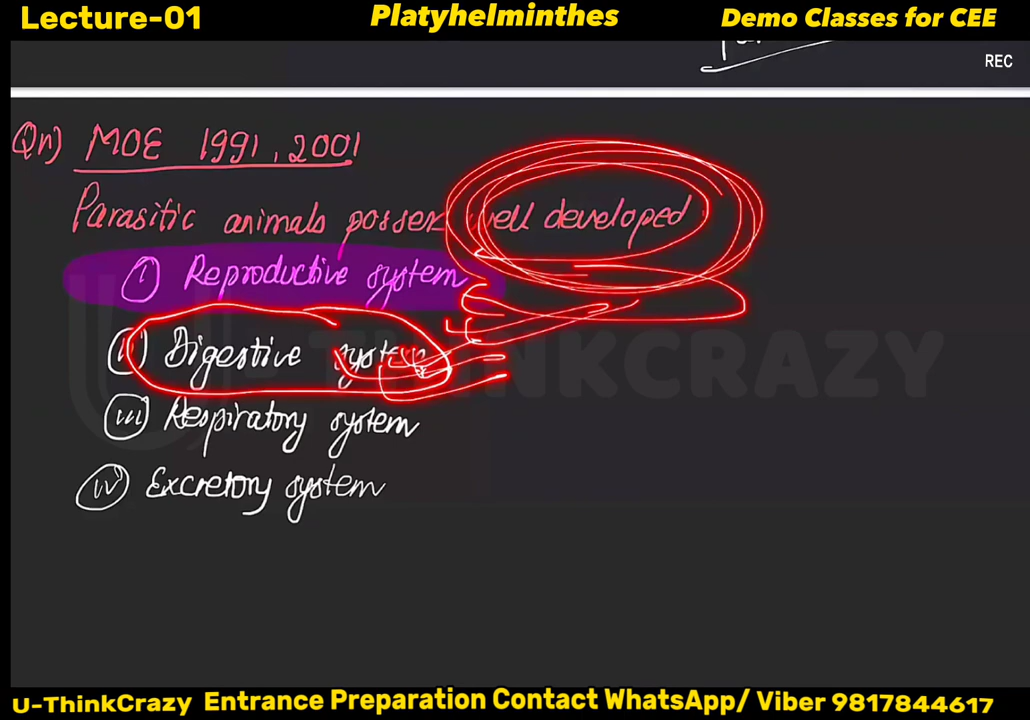 Lecture-01
Platyhelminthes
Demo Classes for CEE
REC
Qn) MOE 1991, 2001
Parasitic animals posses well developed
i) Reproductive system
ii) Digestive system
iii) Respiratory system
iv) Excretory system
THINKCRAZY
U-ThinkCrazy Entrance Preparation Contact WhatsApp/ Viber 9817844617